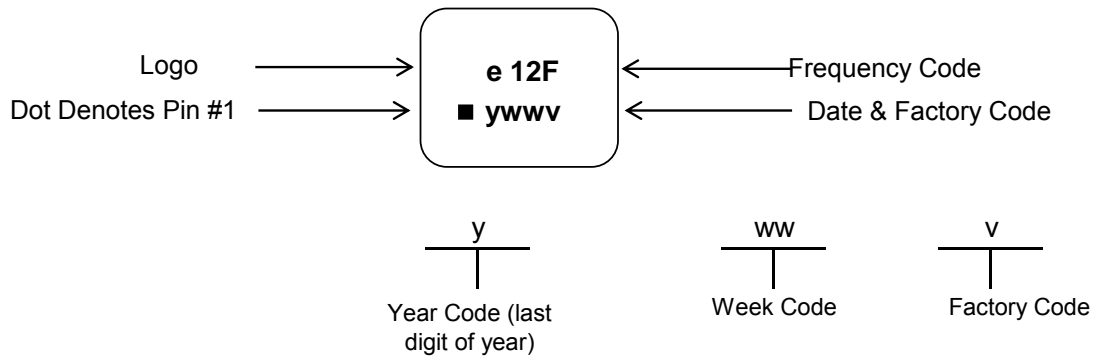 Logo
e 12F
Frequency Code
Dot Denotes Pin #1
ywwv
Date & Factory Code
y
ww
v
Year Code (last
digit of year)
Week Code
Factory Code